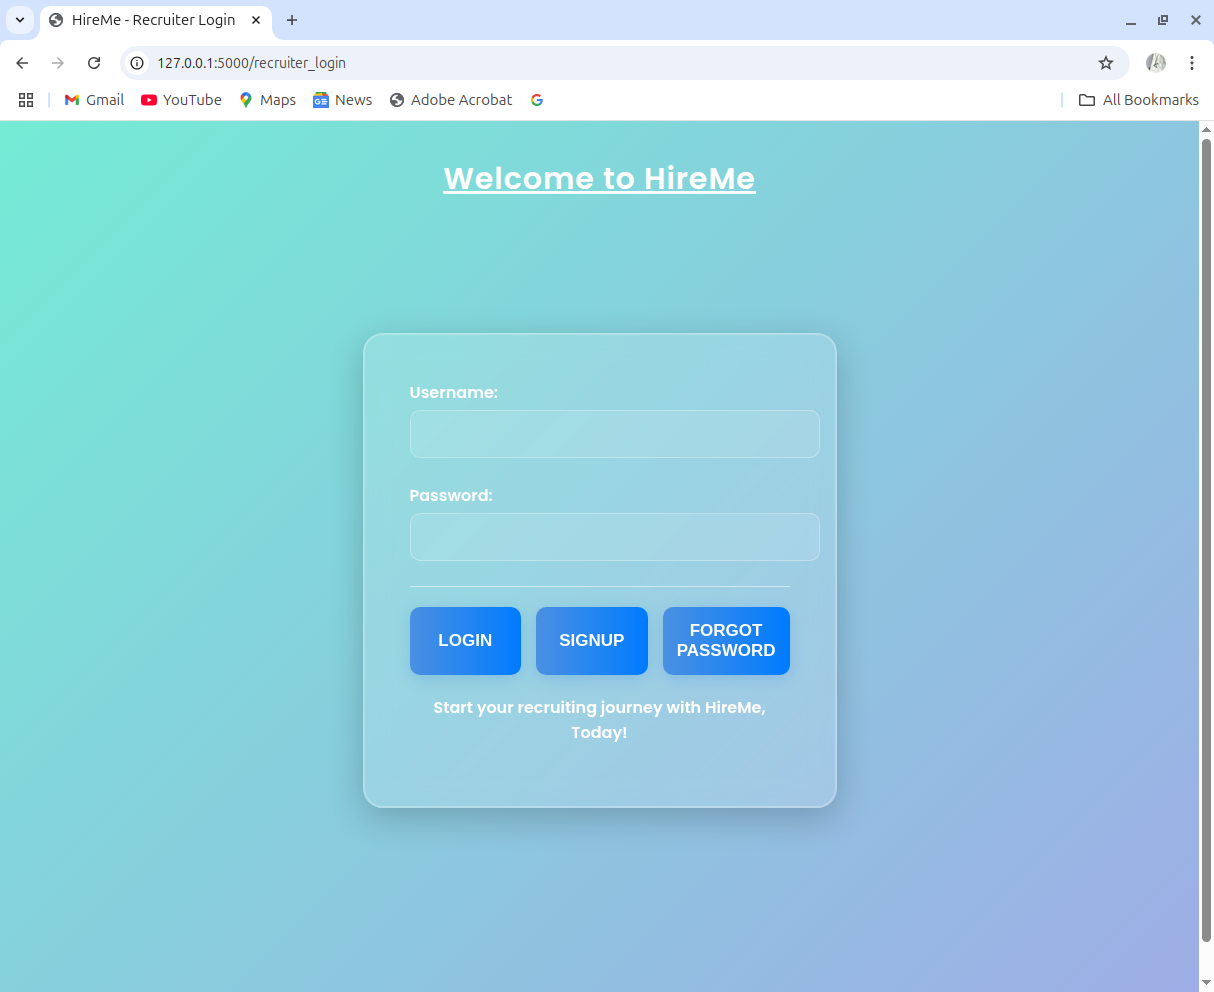 HireMe - Recruiter Login
127.0.0.1:5000/recruiter_login
Gmail YouTube Maps News Adobe Acrobat All Bookmarks
Welcome to HireMe
Username:
Password:
LOGIN SIGNUP FORGOT PASSWORD
Start your recruiting journey with HireMe,
Today!